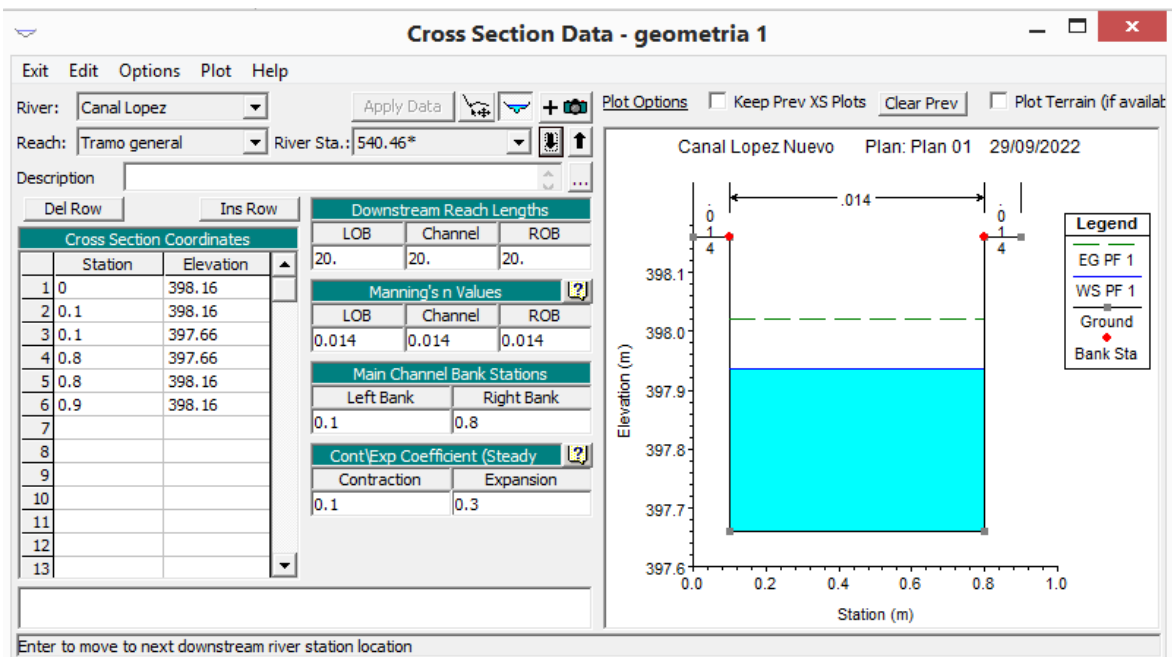 Cross Section Data - geometria 1
Exit Edit Options Plot Help
River: Canal Lopez Apply Data
Reach: Tramo general River Sta.: 540.46*
Description ...
Del Row Ins Row
Cross Section Coordinates
Station Elevation
1 0 398.16
2 0.1 398.16
3 0.1 397.66
4 0.8 397.66
5 0.8 398.16
6 0.9 398.16
7
8
9
10
11
12
13
Downstream Reach Lengths
LOB Channel ROB
20. 20. 20.
Manning's n Values
LOB Channel ROB
0.014 0.014 0.014
Main Channel Bank Stations
Left Bank Right Bank
0.1 0.8
Cont\Exp Coefficient (Steady
Contraction Expansion
0.1 0.3
Plot Options Keep Prev XS Plots Clear Prev Plot Terrain (if availab
Canal Lopez Nuevo Plan: Plan 01 29/09/2022
.014 .014 .014
Legend
EG PF 1
WS PF 1
Ground
Bank Sta
398.1
398.0
397.9
397.8
397.7
397.6
Elevation (m)
0.0 0.2 0.4 0.6 0.8 1.0
Station (m)
Enter to move to next downstream river station location